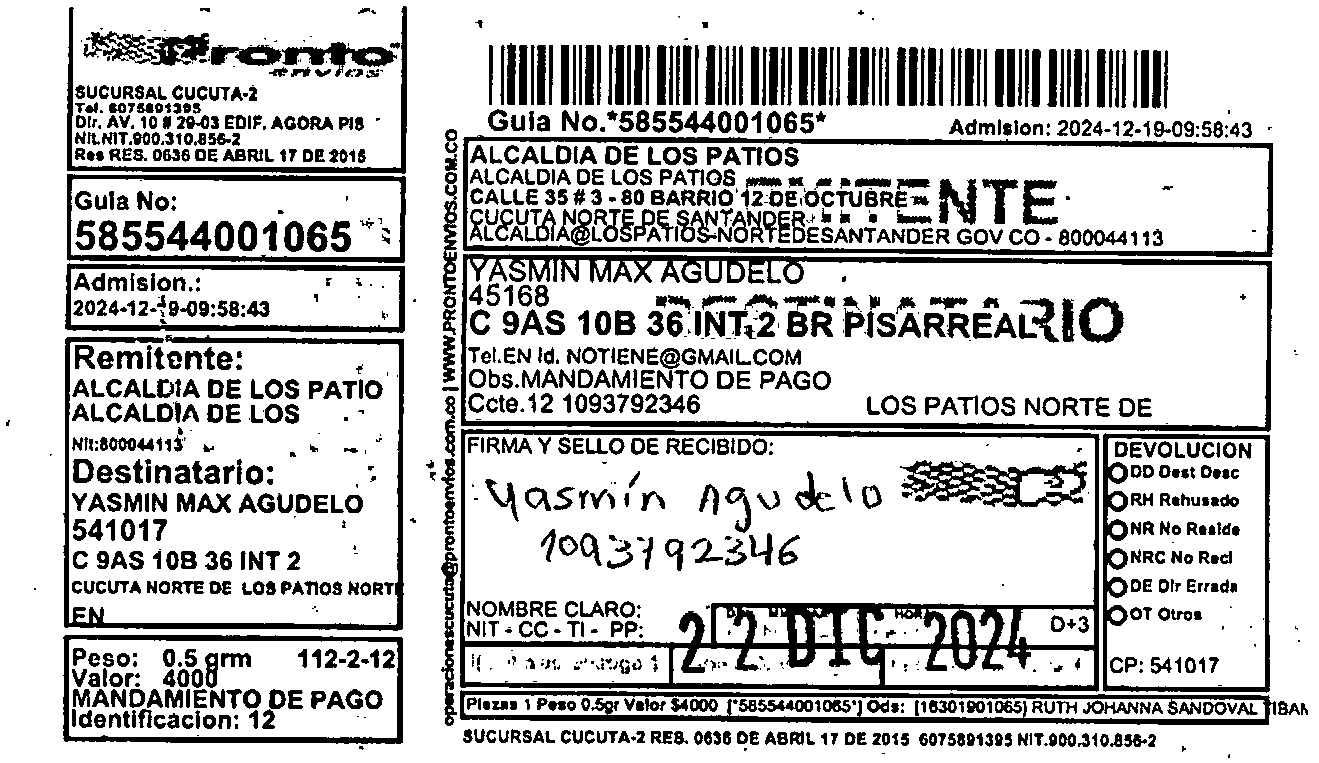 Pronto
envíos
SUCURSAL CUCUTA-2
Tel. 6075891395
Dir. AV. 10 # 29-03 EDIF. AGORA PIS
Nit.NIT.900.310.856-2
Res RES. 0636 DE ABRIL 17 DE 2015
Guia No:
585544001065
Admision.:
2024-12-19-09:58:43
Remitente:
ALCALDIA DE LOS PATIO
ALCALDIA DE LOS
Nit:800044113
Destinatario:
YASMIN MAX AGUDELO
541017
C 9AS 10B 36 INT 2
CUCUTA NORTE DE LOS PATIOS NORTE
EN
Peso: 0.5 grm 112-2-12
Valor: 4000
MANDAMIENTO DE PAGO
Identificacion: 12
operacionescucuta@prontoenvios.com.co | WWW.PRONTOENVIOS.COM.CO
Guia No.*585544001065*
Admision: 2024-12-19-09:58:43
ALCALDIA DE LOS PATIOS
ALCALDIA DE LOS PATIOS
CALLE 35 # 3 - 80 BARRIO 12 DE OCTUBRE
CUCUTA NORTE DE SANTANDER
ALCALDIA@LOSPATIOS-NORTEDESANTANDER GOV CO - 800044113
YASMIN MAX AGUDELO
45168
C 9AS 10B 36 INT 2 BR PISARREAL
Tel.EN Id. NOTIENE@GMAIL.COM
Obs.MANDAMIENTO DE PAGO
Ccte.12 1093792346 LOS PATIOS NORTE DE
FIRMA Y SELLO DE RECIBIDO:
Yasmín Agudelo
1093792346
NOMBRE CLARO:
NIT - CC - TI - PP:
HORA
D+3
22 DIC 2024
DEVOLUCION
DD Dest Desc
RH Rehusado
NR No Reside
NRC No Recl
DE Dir Errada
OT Otros
CP: 541017
Piezas 1 Peso 0.5gr Valor $4000 ["585544001065"] Ods: [16301901065] RUTH JOHANNA SANDOVAL TIBAM
SUCURSAL CUCUTA-2 RES. 0636 DE ABRIL 17 DE 2015 6075891395 NIT.900.310.856-2